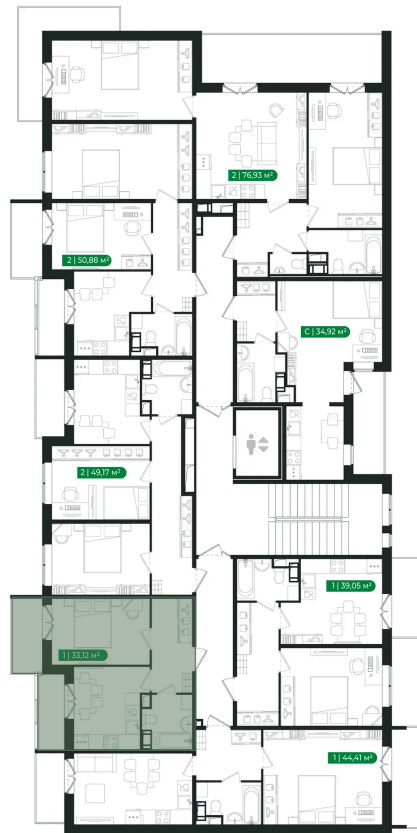 2 | 76,93 м²
2 | 50,88 м²
С | 34,92 м²
2 | 49,17 м²
1 | 39,05 м²
1 | 33,12 м²
1 | 44,41 м²